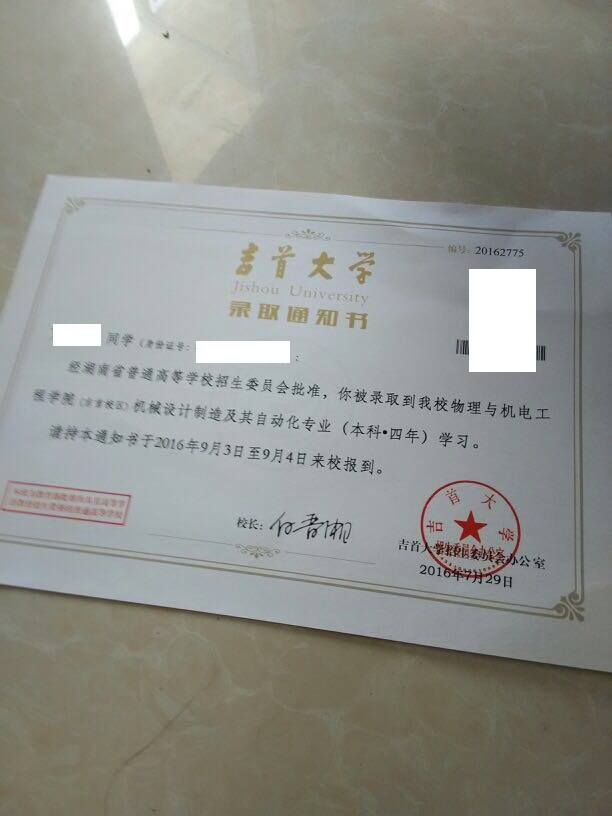 编号: 20162775
吉首大学
Jishou University
录取通知书
同学（身份证号：
：
经湖南省普通高等学校招生委员会批准，你被录取到我校物理与机电工
程学院（吉首校区）机械设计制造及其自动化专业（本科•四年）学习。
请持本通知书于2016年9月3日至9月4日来校报到。
校长：
吉首大学
吉首大学招生委员会办公室
2016年7月29日